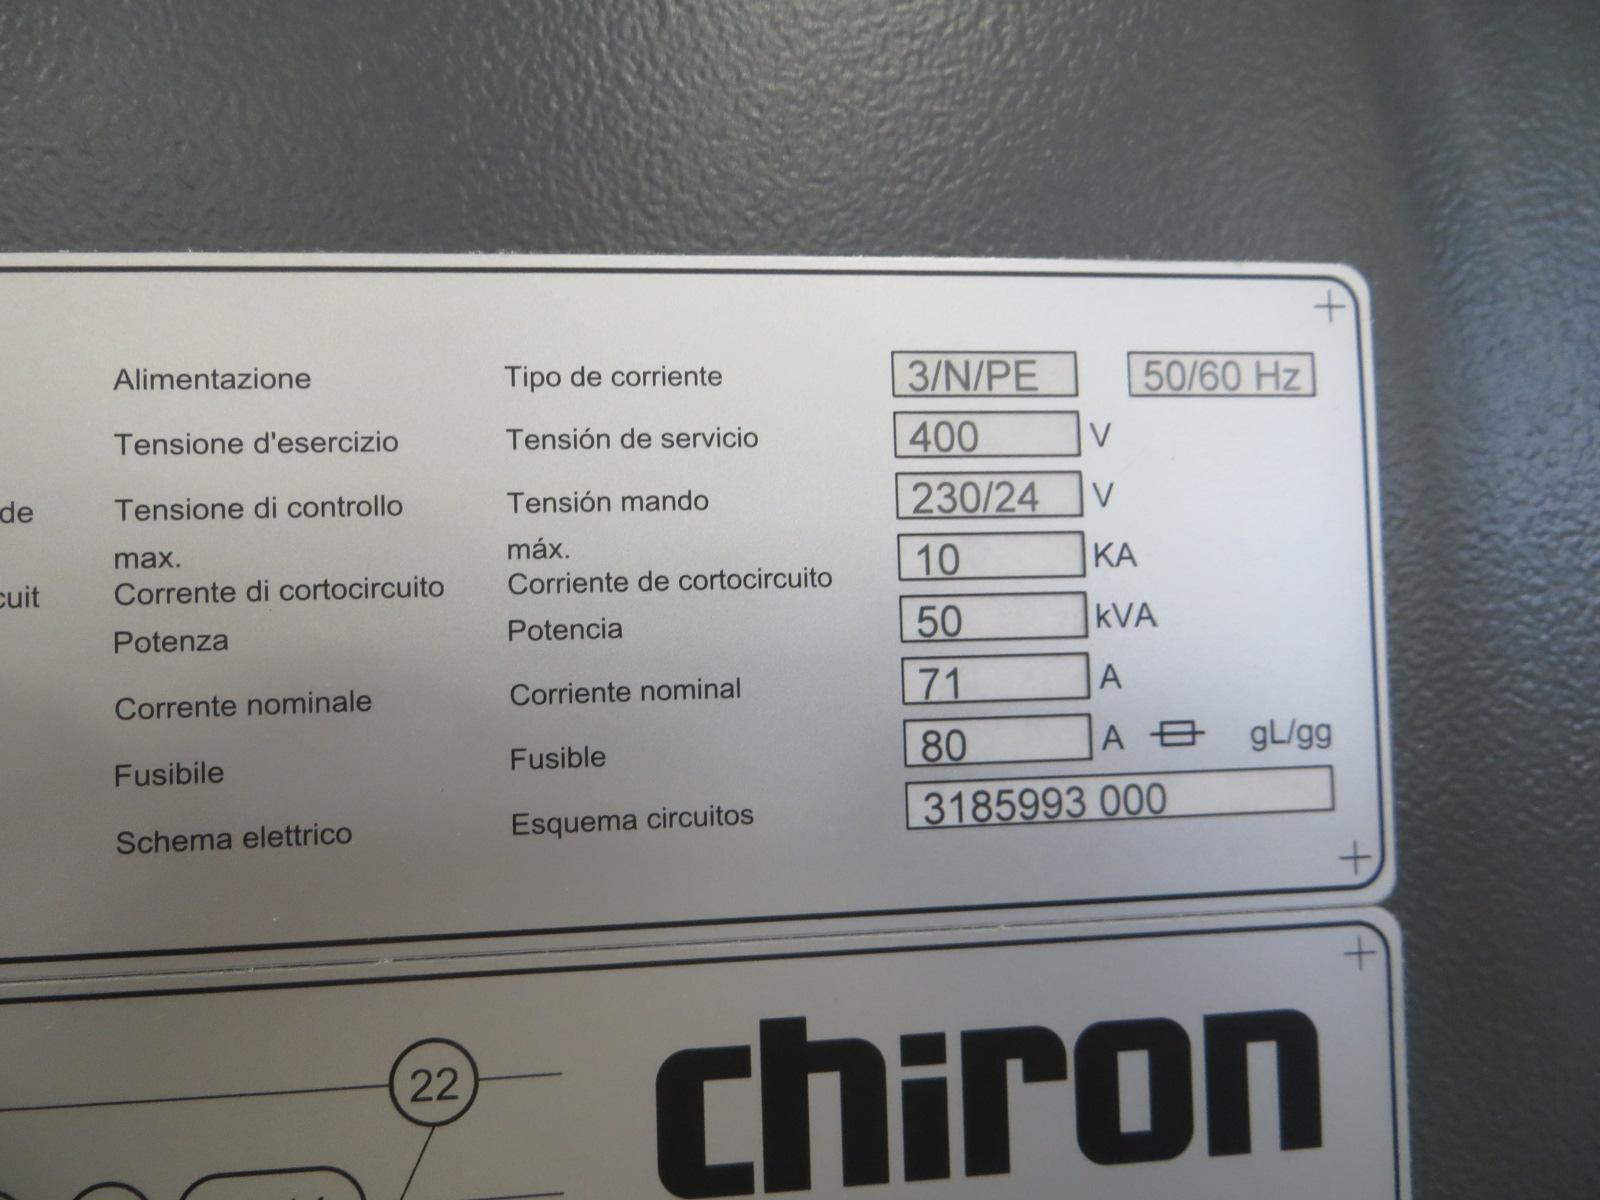 Alimentazione Tipo de corriente 3/N/PE 50/60 Hz
Tensione d'esercizio Tensión de servicio 400 V
de Tensione di controllo Tensión mando 230/24 V
max. máx. 10 KA
cuit Corrente di cortocircuito Corriente de cortocircuito
Potenza Potencia 50 kVA
Corrente nominale Corriente nominal 71 A
Fusibile Fusible 80 A gL/gg
Schema elettrico Esquema circuitos 3185993 000
22
chiron